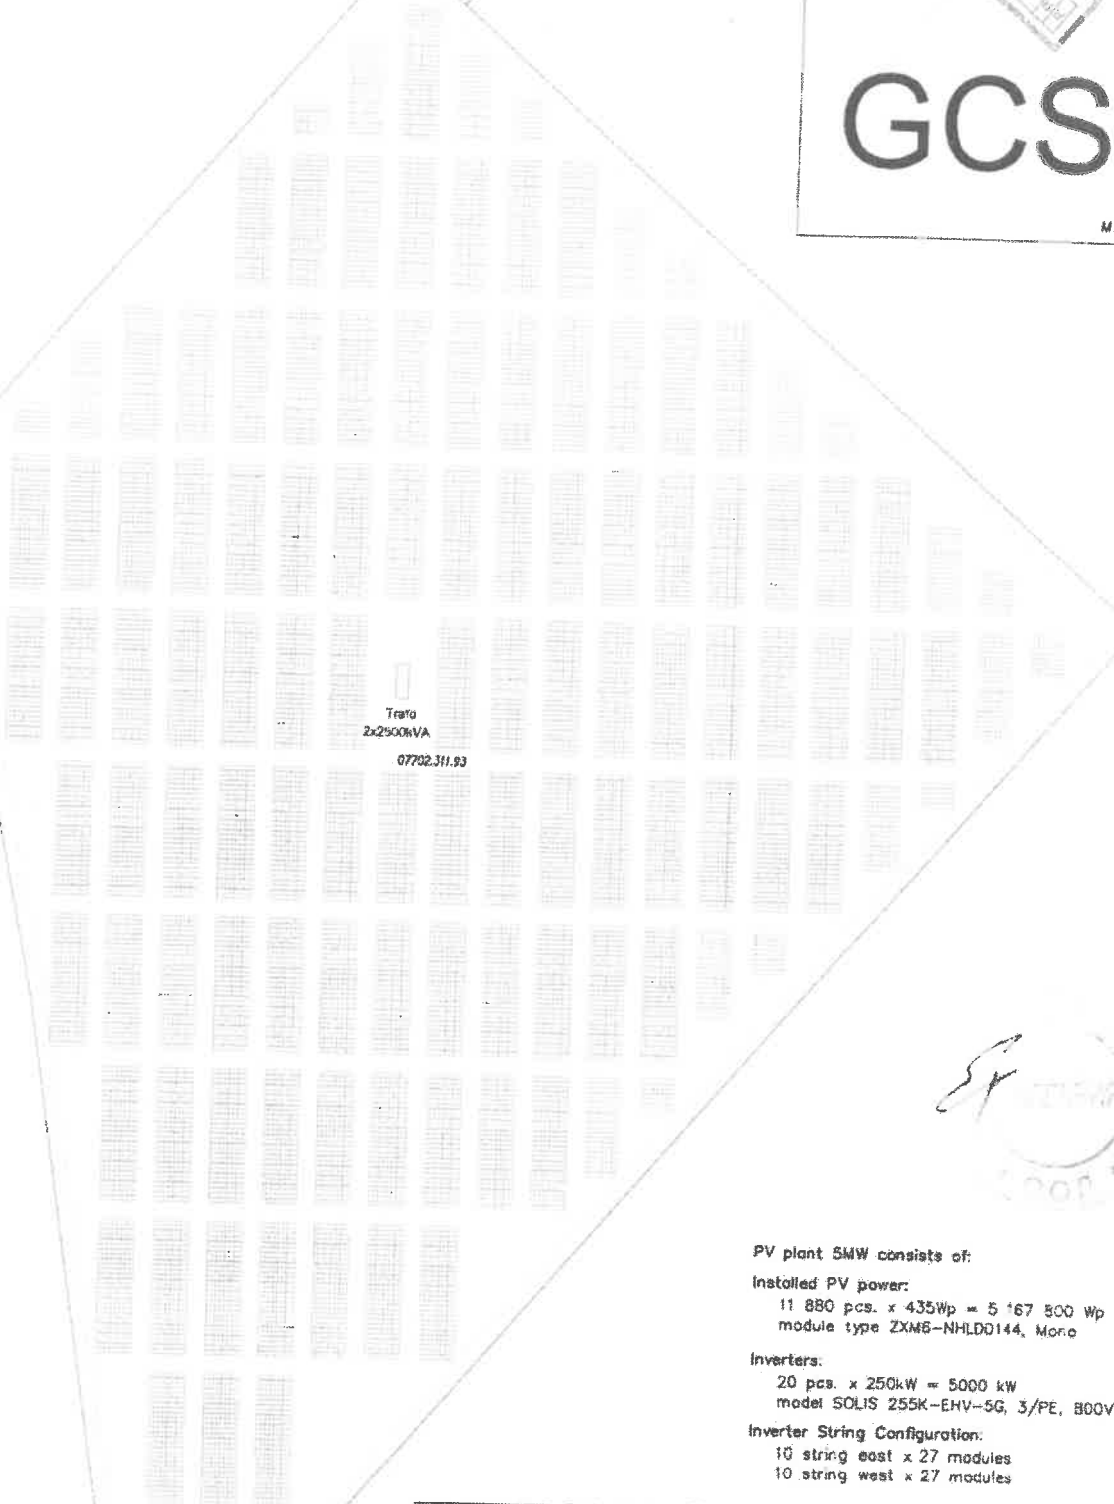 GCS
M
Trafo
2x2500kVA
07702.311.93
PV plant 5MW consists of:
Installed PV power:
11 880 pcs. x 435Wp = 5 167 800 Wp
module type ZXM6-NHLDD144, Mono
Inverters:
20 pcs. x 250kW = 5000 kW
model SOLIS 255K-EHV-5G, 3/PE, 800V
Inverter String Configuration:
10 string east x 27 modules
10 string west x 27 modules